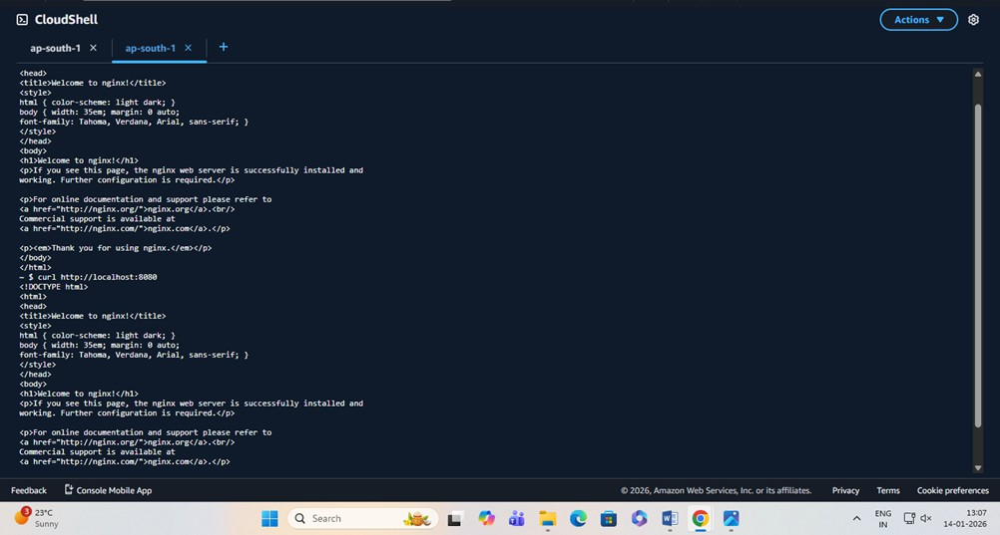 CloudShell
Actions
ap-south-1
ap-south-1
<head>
<title>Welcome to nginx!</title>
<style>
html { color-scheme: light dark; }
body { width: 35em; margin: 0 auto;
font-family: Tahoma, Verdana, Arial, sans-serif; }
</style>
</head>
<body>
<h1>Welcome to nginx!</h1>
<p>If you see this page, the nginx web server is successfully installed and
working. Further configuration is required.</p>
<p>For online documentation and support please refer to
<a href="http://nginx.org/">nginx.org</a>.<br/>
Commercial support is available at
<a href="http://nginx.com/">nginx.com</a>.</p>
<p><em>Thank you for using nginx.</em></p>
</body>
</html>
~ $ curl http://localhost:8080
<!DOCTYPE html>
<html>
<head>
<title>Welcome to nginx!</title>
<style>
html { color-scheme: light dark; }
body { width: 35em; margin: 0 auto;
font-family: Tahoma, Verdana, Arial, sans-serif; }
</style>
</head>
<body>
<h1>Welcome to nginx!</h1>
<p>If you see this page, the nginx web server is successfully installed and
working. Further configuration is required.</p>
<p>For online documentation and support please refer to
<a href="http://nginx.org/">nginx.org</a>.<br/>
Commercial support is available at
<a href="http://nginx.com/">nginx.com</a>.</p>
Feedback Console Mobile App © 2026, Amazon Web Services, Inc. or its affiliates. Privacy Terms Cookie preferences
3
23°C
Sunny
Search
ENG
IN
13:07
14-01-2026